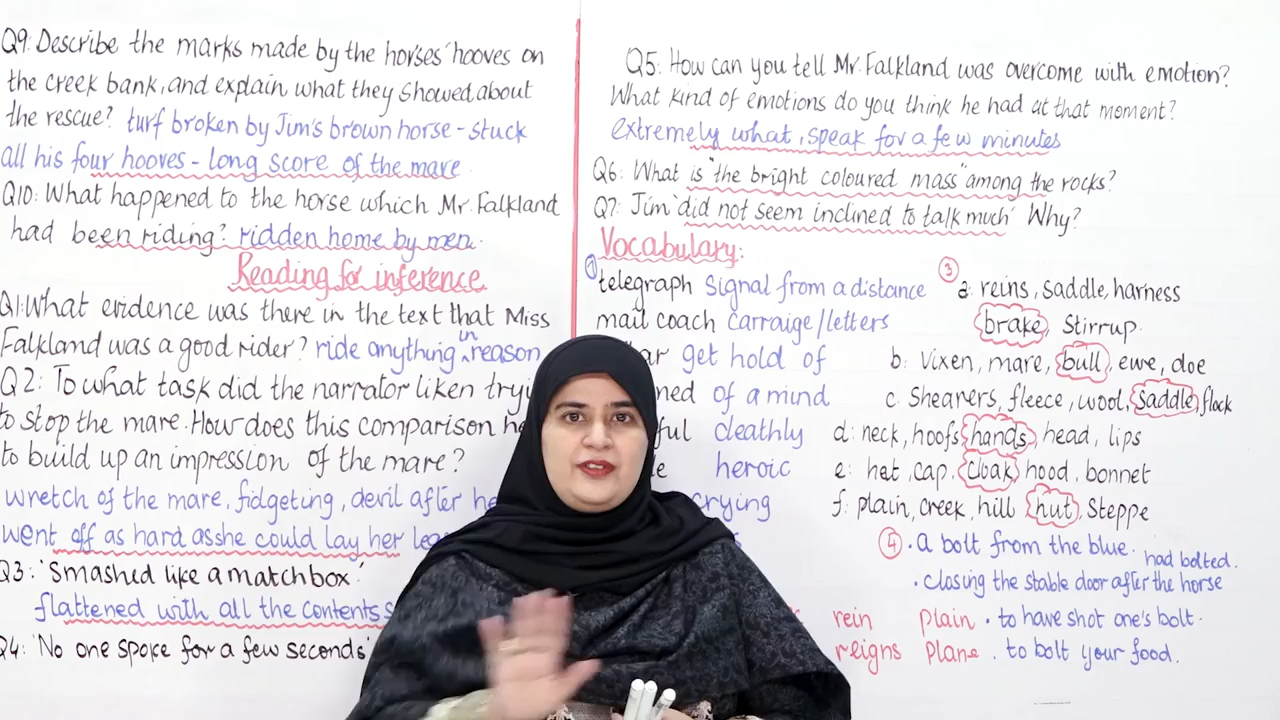 Q9: Describe the marks made by the horses' hooves on
the creek bank, and explain what they showed about
the rescue? turf broken by Jim's brown horse - stuck
all his four hooves - long score of the mare
Q10: What happened to the horse which Mr. Falkland
had been riding? ridden home by men.
Reading for inference
Q1: What evidence was there in the text that Miss
Falkland was a good rider? ride anything in reason
Q2: To what task did the narrator liken
to stop the mare. How does this comparison
to build up an impression of the mare?
wretch of the mare, fidgeting, devil after
went off as hard as she could lay her
Q3: 'Smashed like a matchbox'
flattened with all the contents
Q4: 'No one spoke for a few seconds'
Q5: How can you tell Mr. Falkland was overcome with emotion?
What kind of emotions do you think he had at that moment?
extremely what, speak for a few minutes
Q6: What is "the bright coloured mass" among the rocks?
Q7: Jim 'did not seem inclined to talk much' Why?
Vocabulary:
① telegraph signal from a distance
mail coach carraige/letters
get hold of
of a mind
deathly
heroic
crying
③ a: reins, saddle, harness
brake, stirrup.
b: vixen, mare, bull, ewe, doe
c: Shearers, fleece, wool, saddle, flock
d: neck, hoofs, hands, head, lips
e: hat, cap, cloak, hood, bonnet
f: plain, creek, hill, hut, steppe
④ · a bolt from the blue.
· closing the stable door after the horse had bolted.
rein plain · to have shot one's bolt.
reigns plane · to bolt your food.